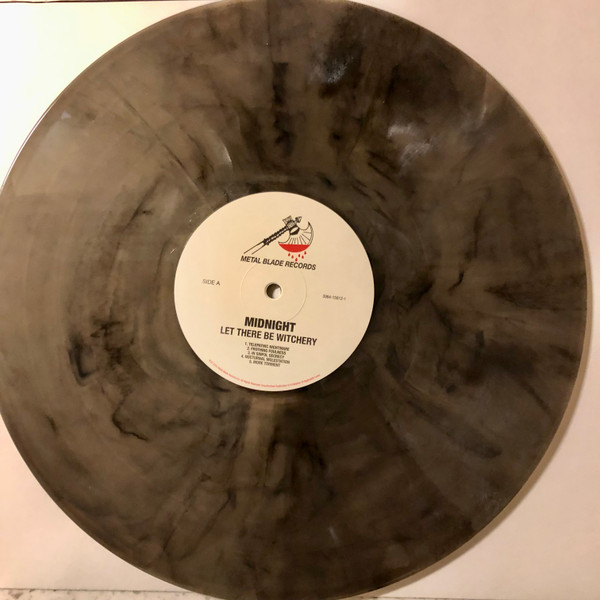 METAL BLADE RECORDS
SIDE A
MIDNIGHT
LET THERE BE WITCHERY
1. TELEPATHIC NIGHTMARE
2. FROTHING FOULNESS
3. IN SINFUL SECRECY
4. NOCTURNAL MOLESTATION
5. MORE TORMENT